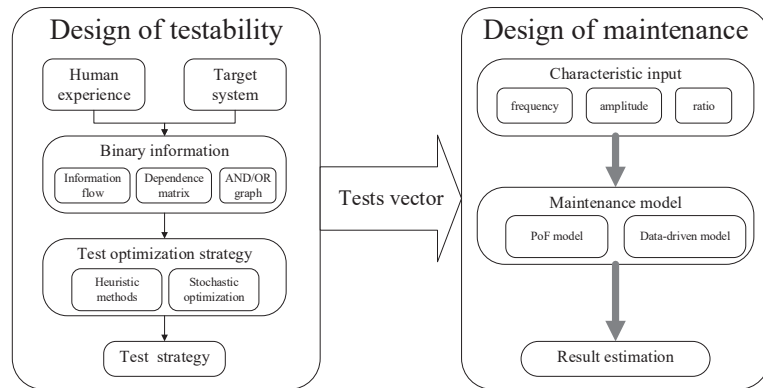 Design of testability
Human
experience
Target
system
Binary information
Information
flow
Dependence
matrix
AND/OR
graph
Test optimization strategy
Heuristic
methods
Stochastic
optimization
Test strategy
Tests vector
Design of maintenance
Characteristic input
frequency
amplitude
ratio
Maintenance model
PoF model
Data-driven model
Result estimation